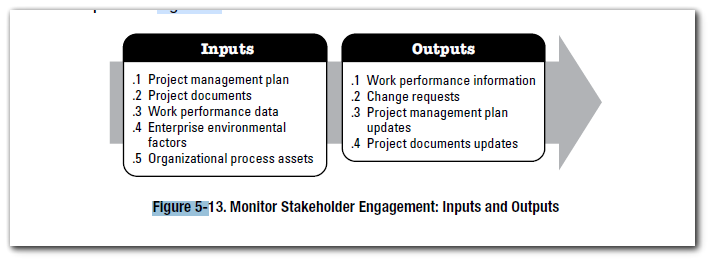 Inputs
.1 Project management plan
.2 Project documents
.3 Work performance data
.4 Enterprise environmental
factors
.5 Organizational process assets
Outputs
.1 Work performance information
.2 Change requests
.3 Project management plan
updates
.4 Project documents updates
Figure 5-13. Monitor Stakeholder Engagement: Inputs and Outputs